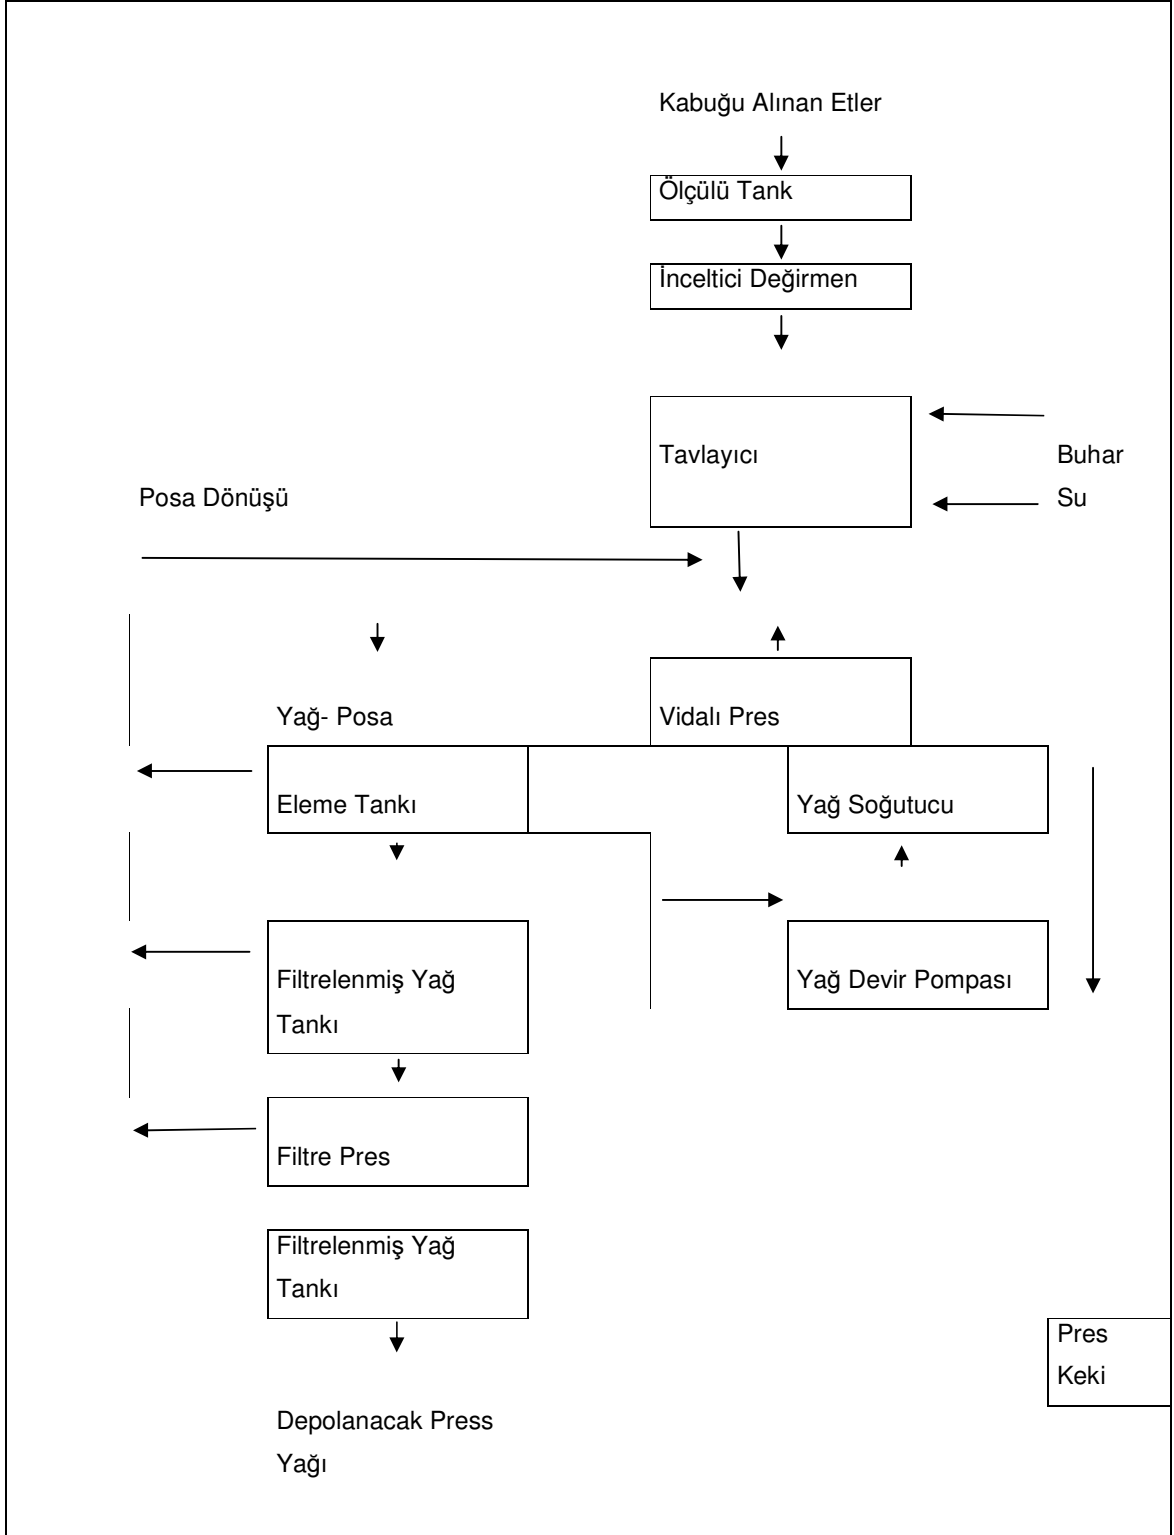 Kabuğu Alınan Etler
Ölçülü Tank
İnceltici Değirmen
Tavlayıcı
Buhar
Posa Dönüşü
Su
Yağ- Posa
Vidalı Pres
Eleme Tankı
Yağ Soğutucu
Filtrelenmiş Yağ
Tankı
Yağ Devir Pompası
Filtre Pres
Filtrelenmiş Yağ
Tankı
Pres
Keki
Depolanacak Press
Yağı